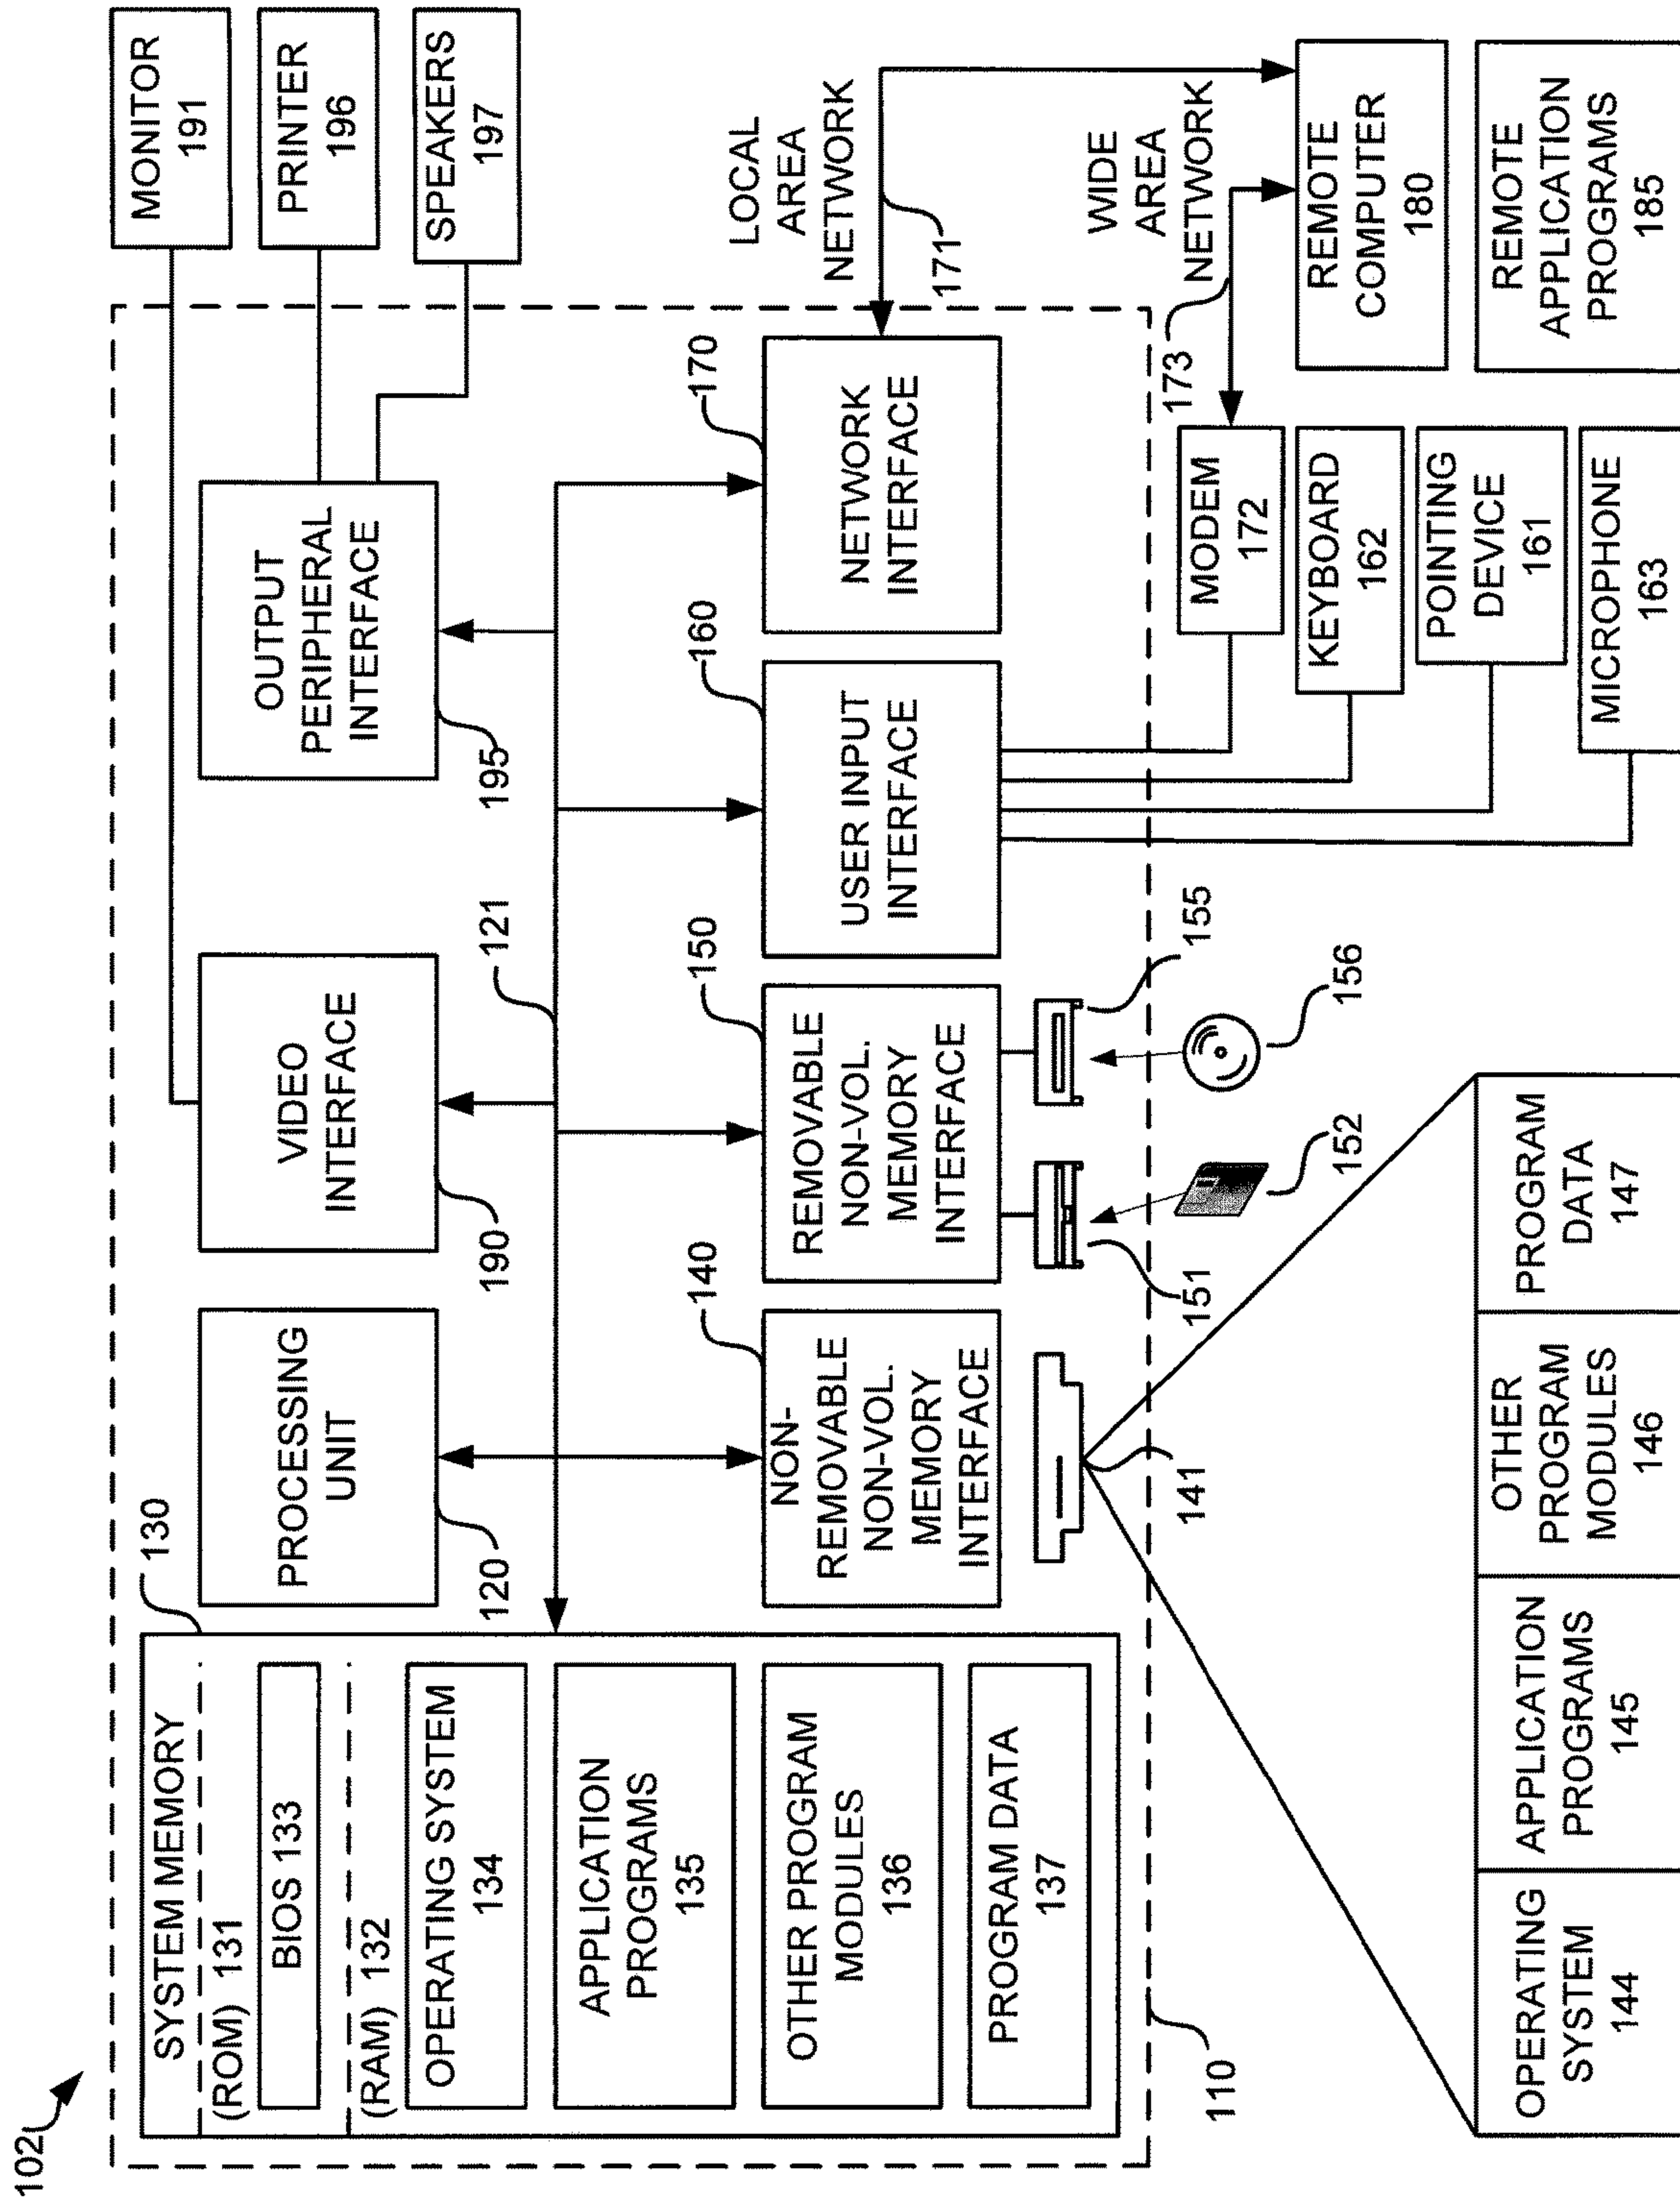 102
SYSTEM MEMORY
130
(ROM) 131
BIOS 133
(RAM) 132
OPERATING SYSTEM
134
APPLICATION
PROGRAMS
135
OTHER PROGRAM
MODULES
136
PROGRAM DATA
137
110
PROCESSING
UNIT
120
VIDEO
INTERFACE
190
121
OUTPUT
PERIPHERAL
INTERFACE
195
MONITOR
191
PRINTER
196
SPEAKERS
197
NON-
REMOVABLE
NON-VOL.
MEMORY
INTERFACE
140
REMOVABLE
NON-VOL.
MEMORY
INTERFACE
150
USER INPUT
INTERFACE
160
NETWORK
INTERFACE
170
LOCAL
AREA
NETWORK
171
141
151
152
155
156
173
WIDE
AREA
NETWORK
MODEM
172
KEYBOARD
162
POINTING
DEVICE
161
MICROPHONE
163
REMOTE
COMPUTER
180
REMOTE
APPLICATION
PROGRAMS
185
OPERATING
SYSTEM
144
APPLICATION
PROGRAMS
145
OTHER
PROGRAM
MODULES
146
PROGRAM
DATA
147